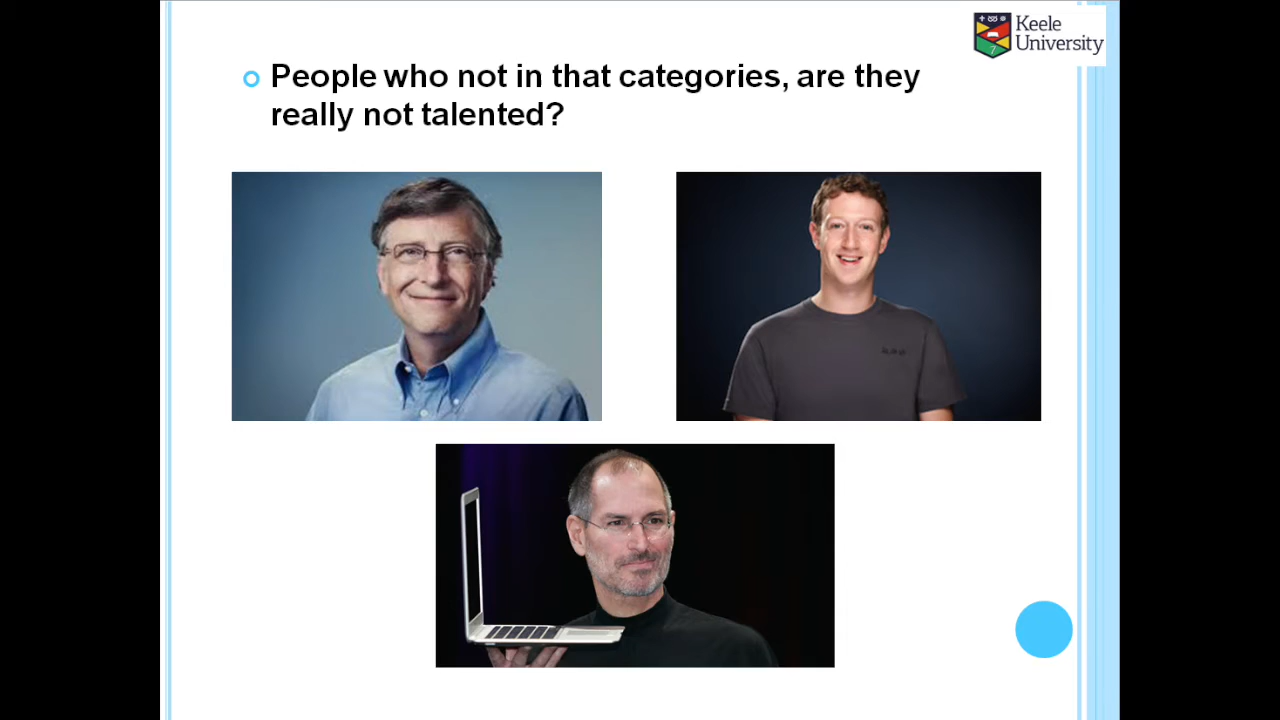 Keele
University
People who not in that categories, are they
really not talented?